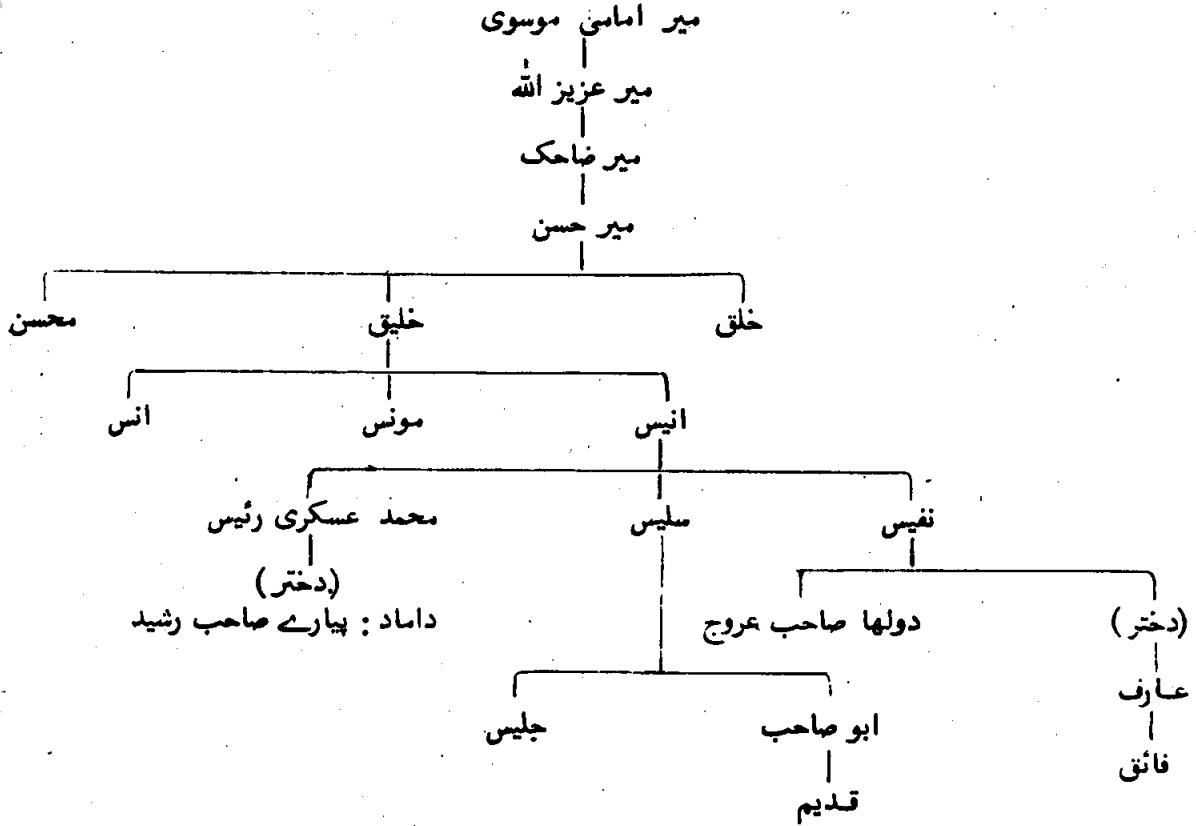 میر امامی موسوی
میر عزیز اللہ
میر ضاحک
میر حسن
خلق خلیق محسن
انیس مونس انس
نفیس سلیس محمد عسکری رئیس
(دختر)
(دختر) دولھا صاحب عروج داماد : پیارے صاحب رشید
عارف
ابو صاحب جلیس
فائق
قدیم